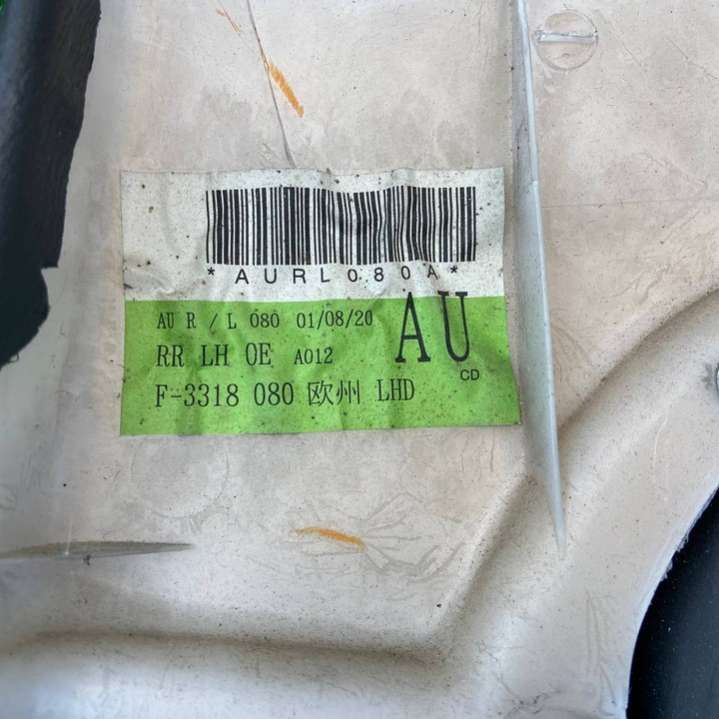 *AURL080A*
AU R / L 080 01/08/20 AU
RR LH OE A012
CD
F-3318 080 欧州 LHD